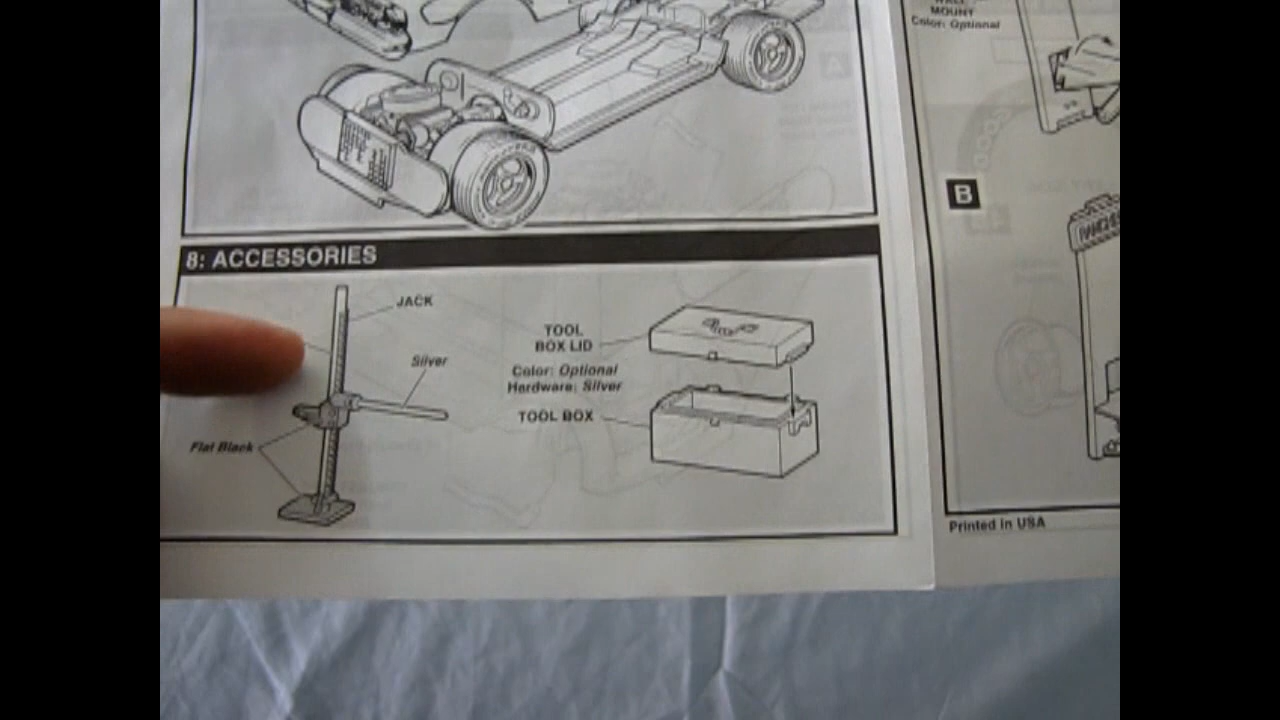 8: ACCESSORIES
JACK
Silver
Flat Black
TOOL
BOX LID
Color: Optional
Hardware: Silver
TOOL BOX
MOUNT
Color: Optional
B
Printed in USA